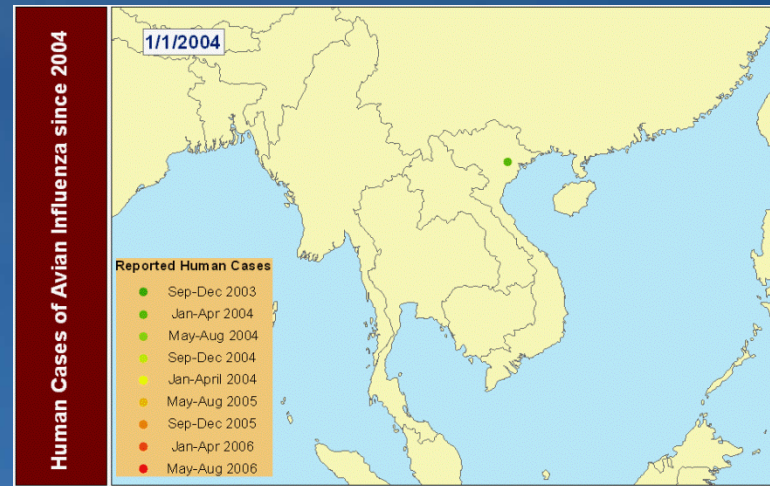 Human Cases of Avian Influenza since 2004
1/1/2004
Reported Human Cases
Sep-Dec 2003
Jan-Apr 2004
May-Aug 2004
Sep-Dec 2004
Jan-April 2004
May-Aug 2005
Sep-Dec 2005
Jan-Apr 2006
May-Aug 2006